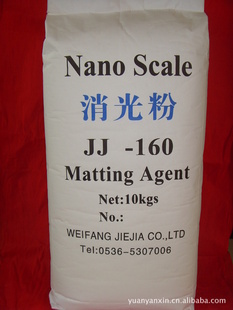 Nano Scale
消光粉
JJ -160
Matting Agent
Net:10kgs
No.:
WEIFANG JIEJIA CO.,LTD
Tel:0536-5307006
yuanyanxin.cn.alibaba.com